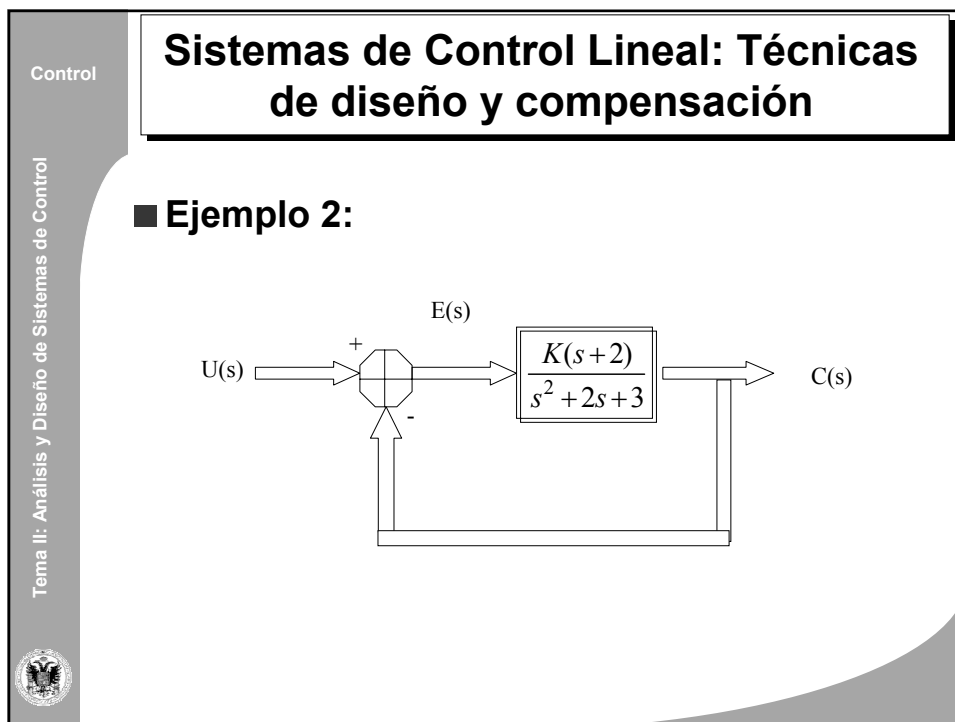 Control
Sistemas de Control Lineal: Técnicas
de diseño y compensación
Tema II: Análisis y Diseño de Sistemas de Control
Ejemplo 2:
E(s)
+
U(s)
K(s+2)
s² +2s+3
C(s)
-